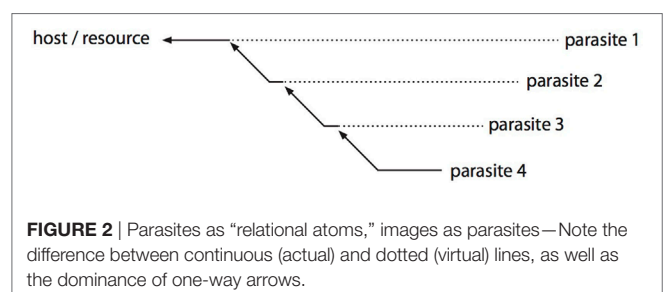 host / resource
parasite 1
parasite 2
parasite 3
parasite 4
FIGURE 2 | Parasites as “relational atoms,” images as parasites—Note the
difference between continuous (actual) and dotted (virtual) lines, as well as
the dominance of one-way arrows.